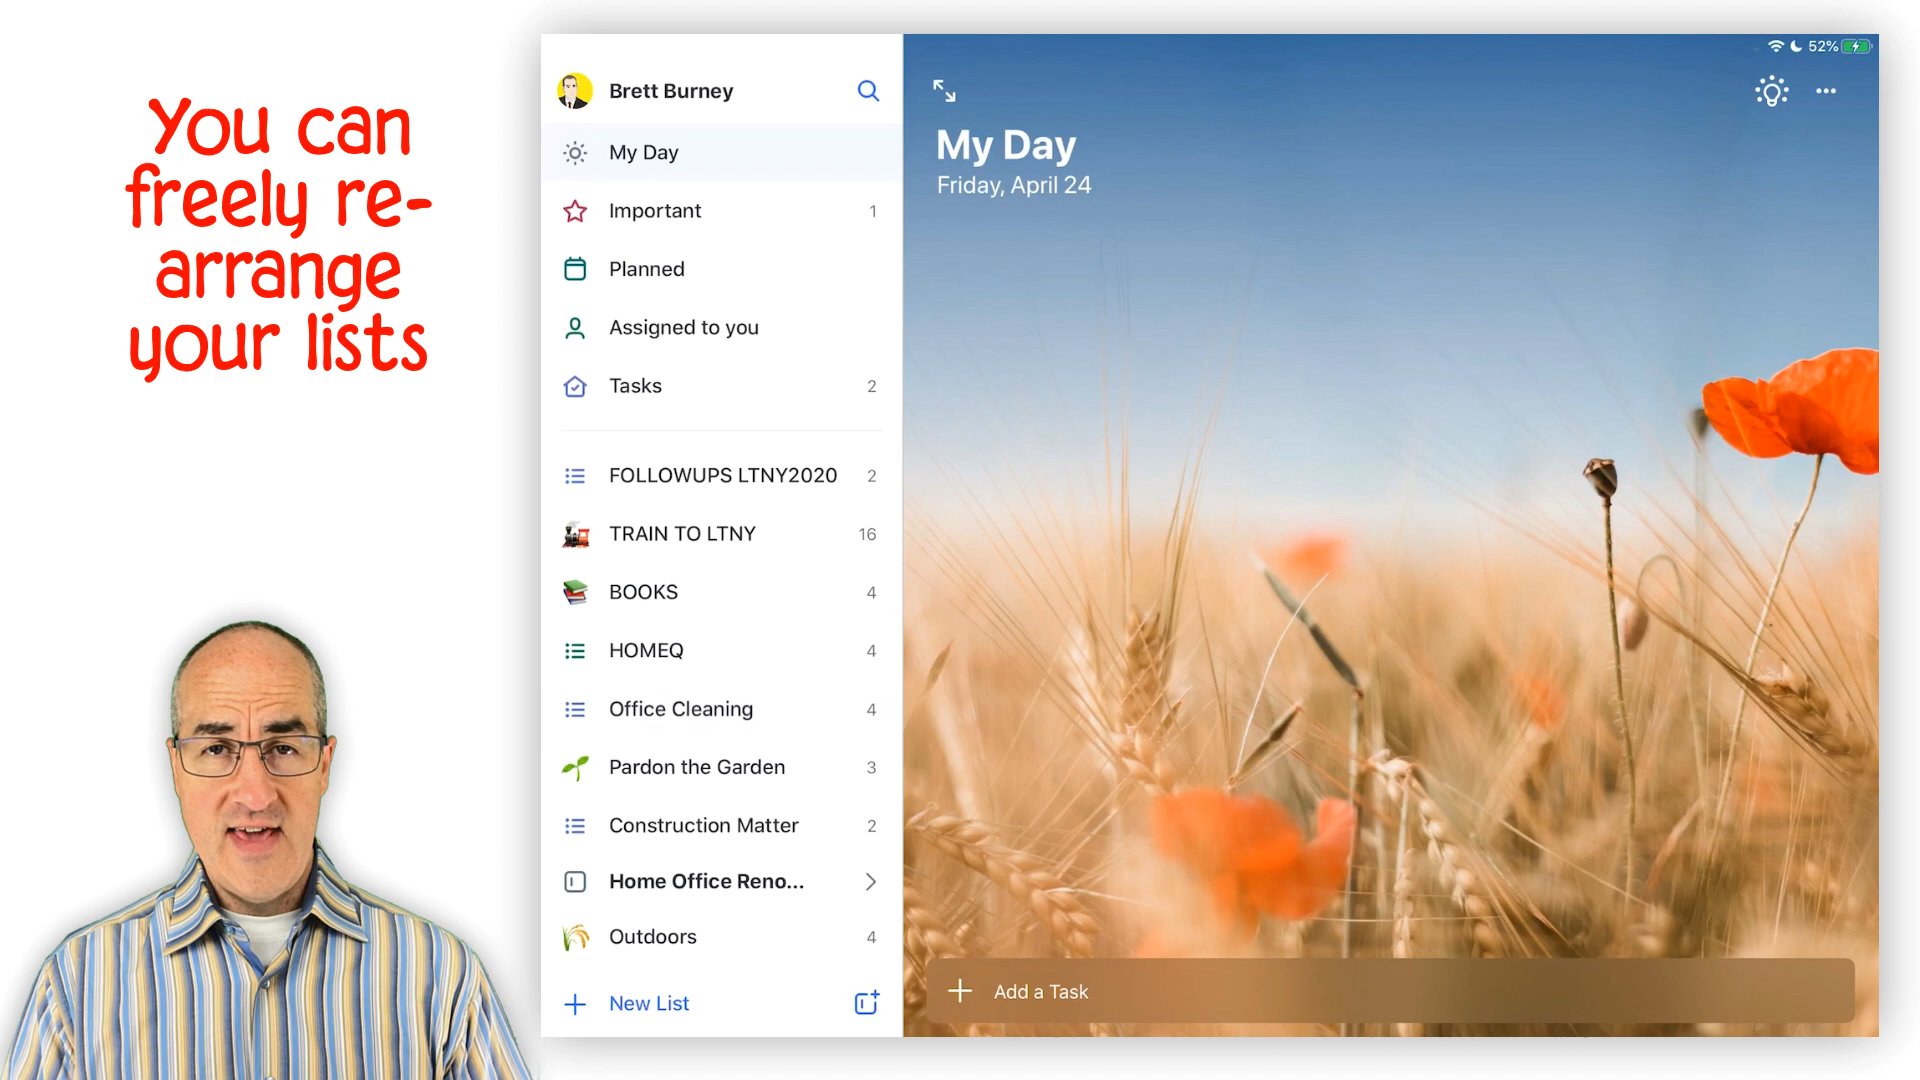 You can
freely re-
arrange
your lists
Brett Burney
My Day
Important 1
Planned
Assigned to you
Tasks 2
FOLLOWUPS LTNY2020 2
TRAIN TO LTNY 16
BOOKS 4
HOMEQ 4
Office Cleaning 4
Pardon the Garden 3
Construction Matter 2
Home Office Reno...
Outdoors 4
New List
52%
My Day
Friday, April 24
Add a Task